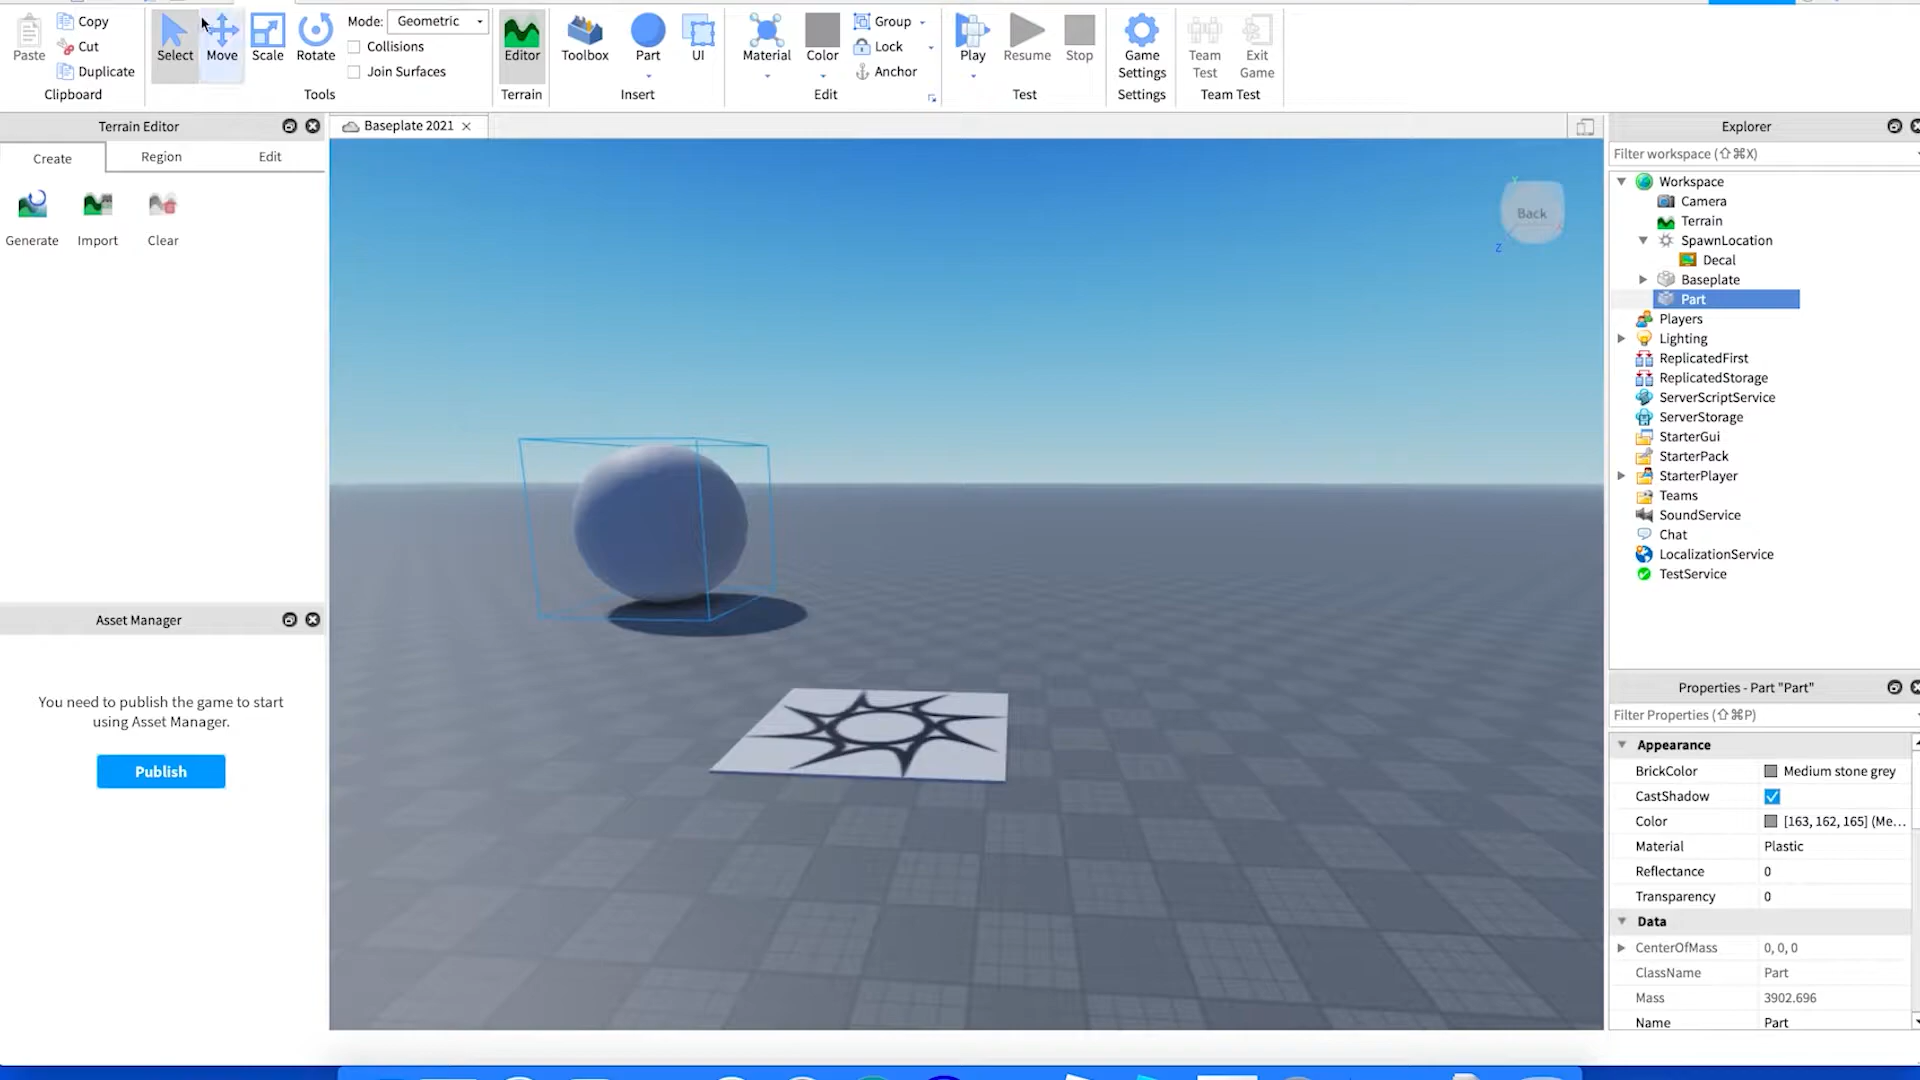 Paste
Copy
Cut
Duplicate
Clipboard
Select
Move
Scale
Rotate
Mode: Geometric
Collisions
Join Surfaces
Tools
Editor
Terrain
Toolbox
Part
UI
Insert
Material
Color
Group
Lock
Anchor
Edit
Play
Resume
Stop
Test
Game Settings
Settings
Team Test
Exit Game
Team Test
Terrain Editor
Create
Region
Edit
Generate
Import
Clear
Asset Manager
You need to publish the game to start
using Asset Manager.
Publish
Baseplate 2021
Back
Y
Z
Explorer
Filter workspace (⇧⌘X)
Workspace
Camera
Terrain
SpawnLocation
Decal
Baseplate
Part
Players
Lighting
ReplicatedFirst
ReplicatedStorage
ServerScriptService
ServerStorage
StarterGui
StarterPack
StarterPlayer
Teams
SoundService
Chat
LocalizationService
TestService
Properties - Part "Part"
Filter Properties (⇧⌘P)
Appearance
BrickColor Medium stone grey
CastShadow
Color [163, 162, 165] (Me...
Material Plastic
Reflectance 0
Transparency 0
Data
CenterOfMass 0, 0, 0
ClassName Part
Mass 3902.696
Name Part